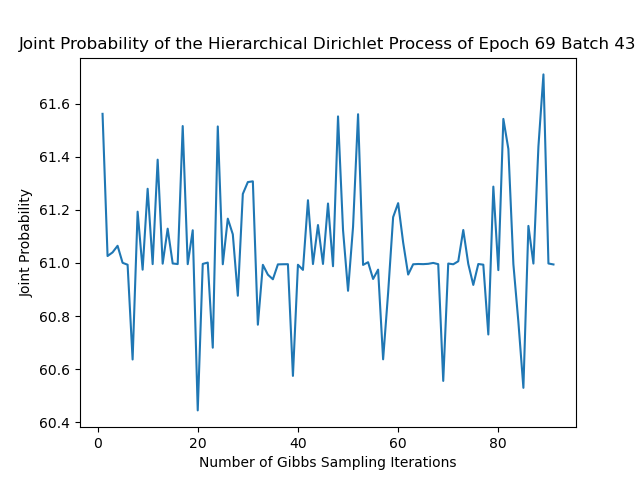 Joint Probability of the Hierarchical Dirichlet Process of Epoch 69 Batch 43
61.6
61.4
61.2
61.0
60.8
60.6
60.4
Joint Probability
0 20 40 60 80
Number of Gibbs Sampling Iterations